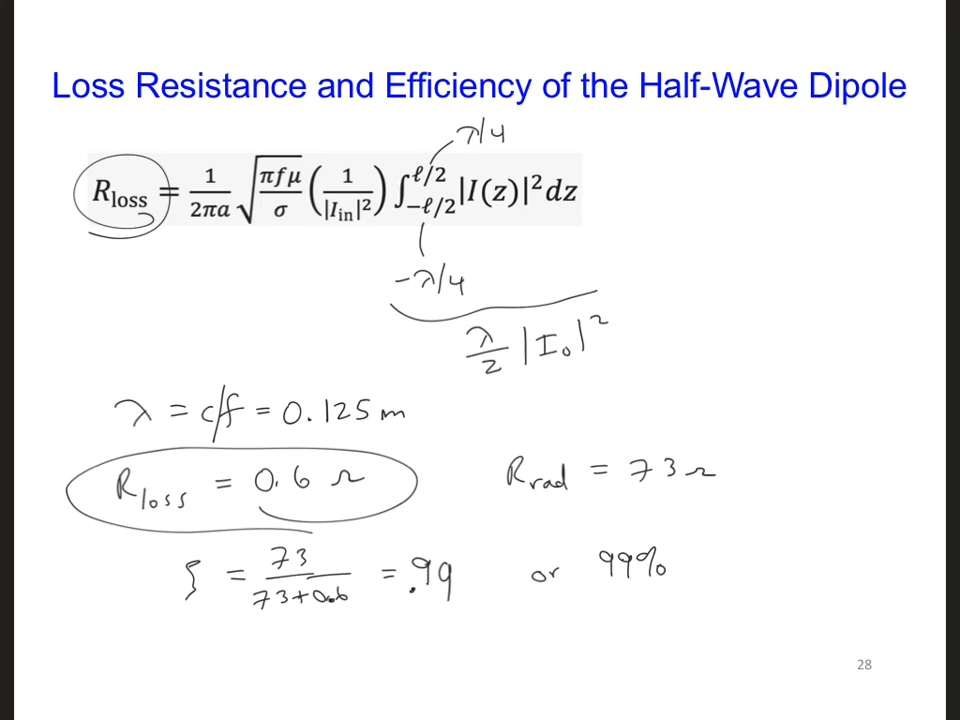 Loss Resistance and Efficiency of the Half-Wave Dipole
λ/4
R_loss = 1/(2πa) √(πfμ/σ) (1/|I_in|²) ∫_{-ℓ/2}^{ℓ/2} |I(z)|² dz
-λ/4
λ/2 |I₀|²
λ = c/f = 0.125 m
R_loss = 0.6 Ω R_rad = 73 Ω
ξ = 73/(73+0.6) = .99 or 99%
28